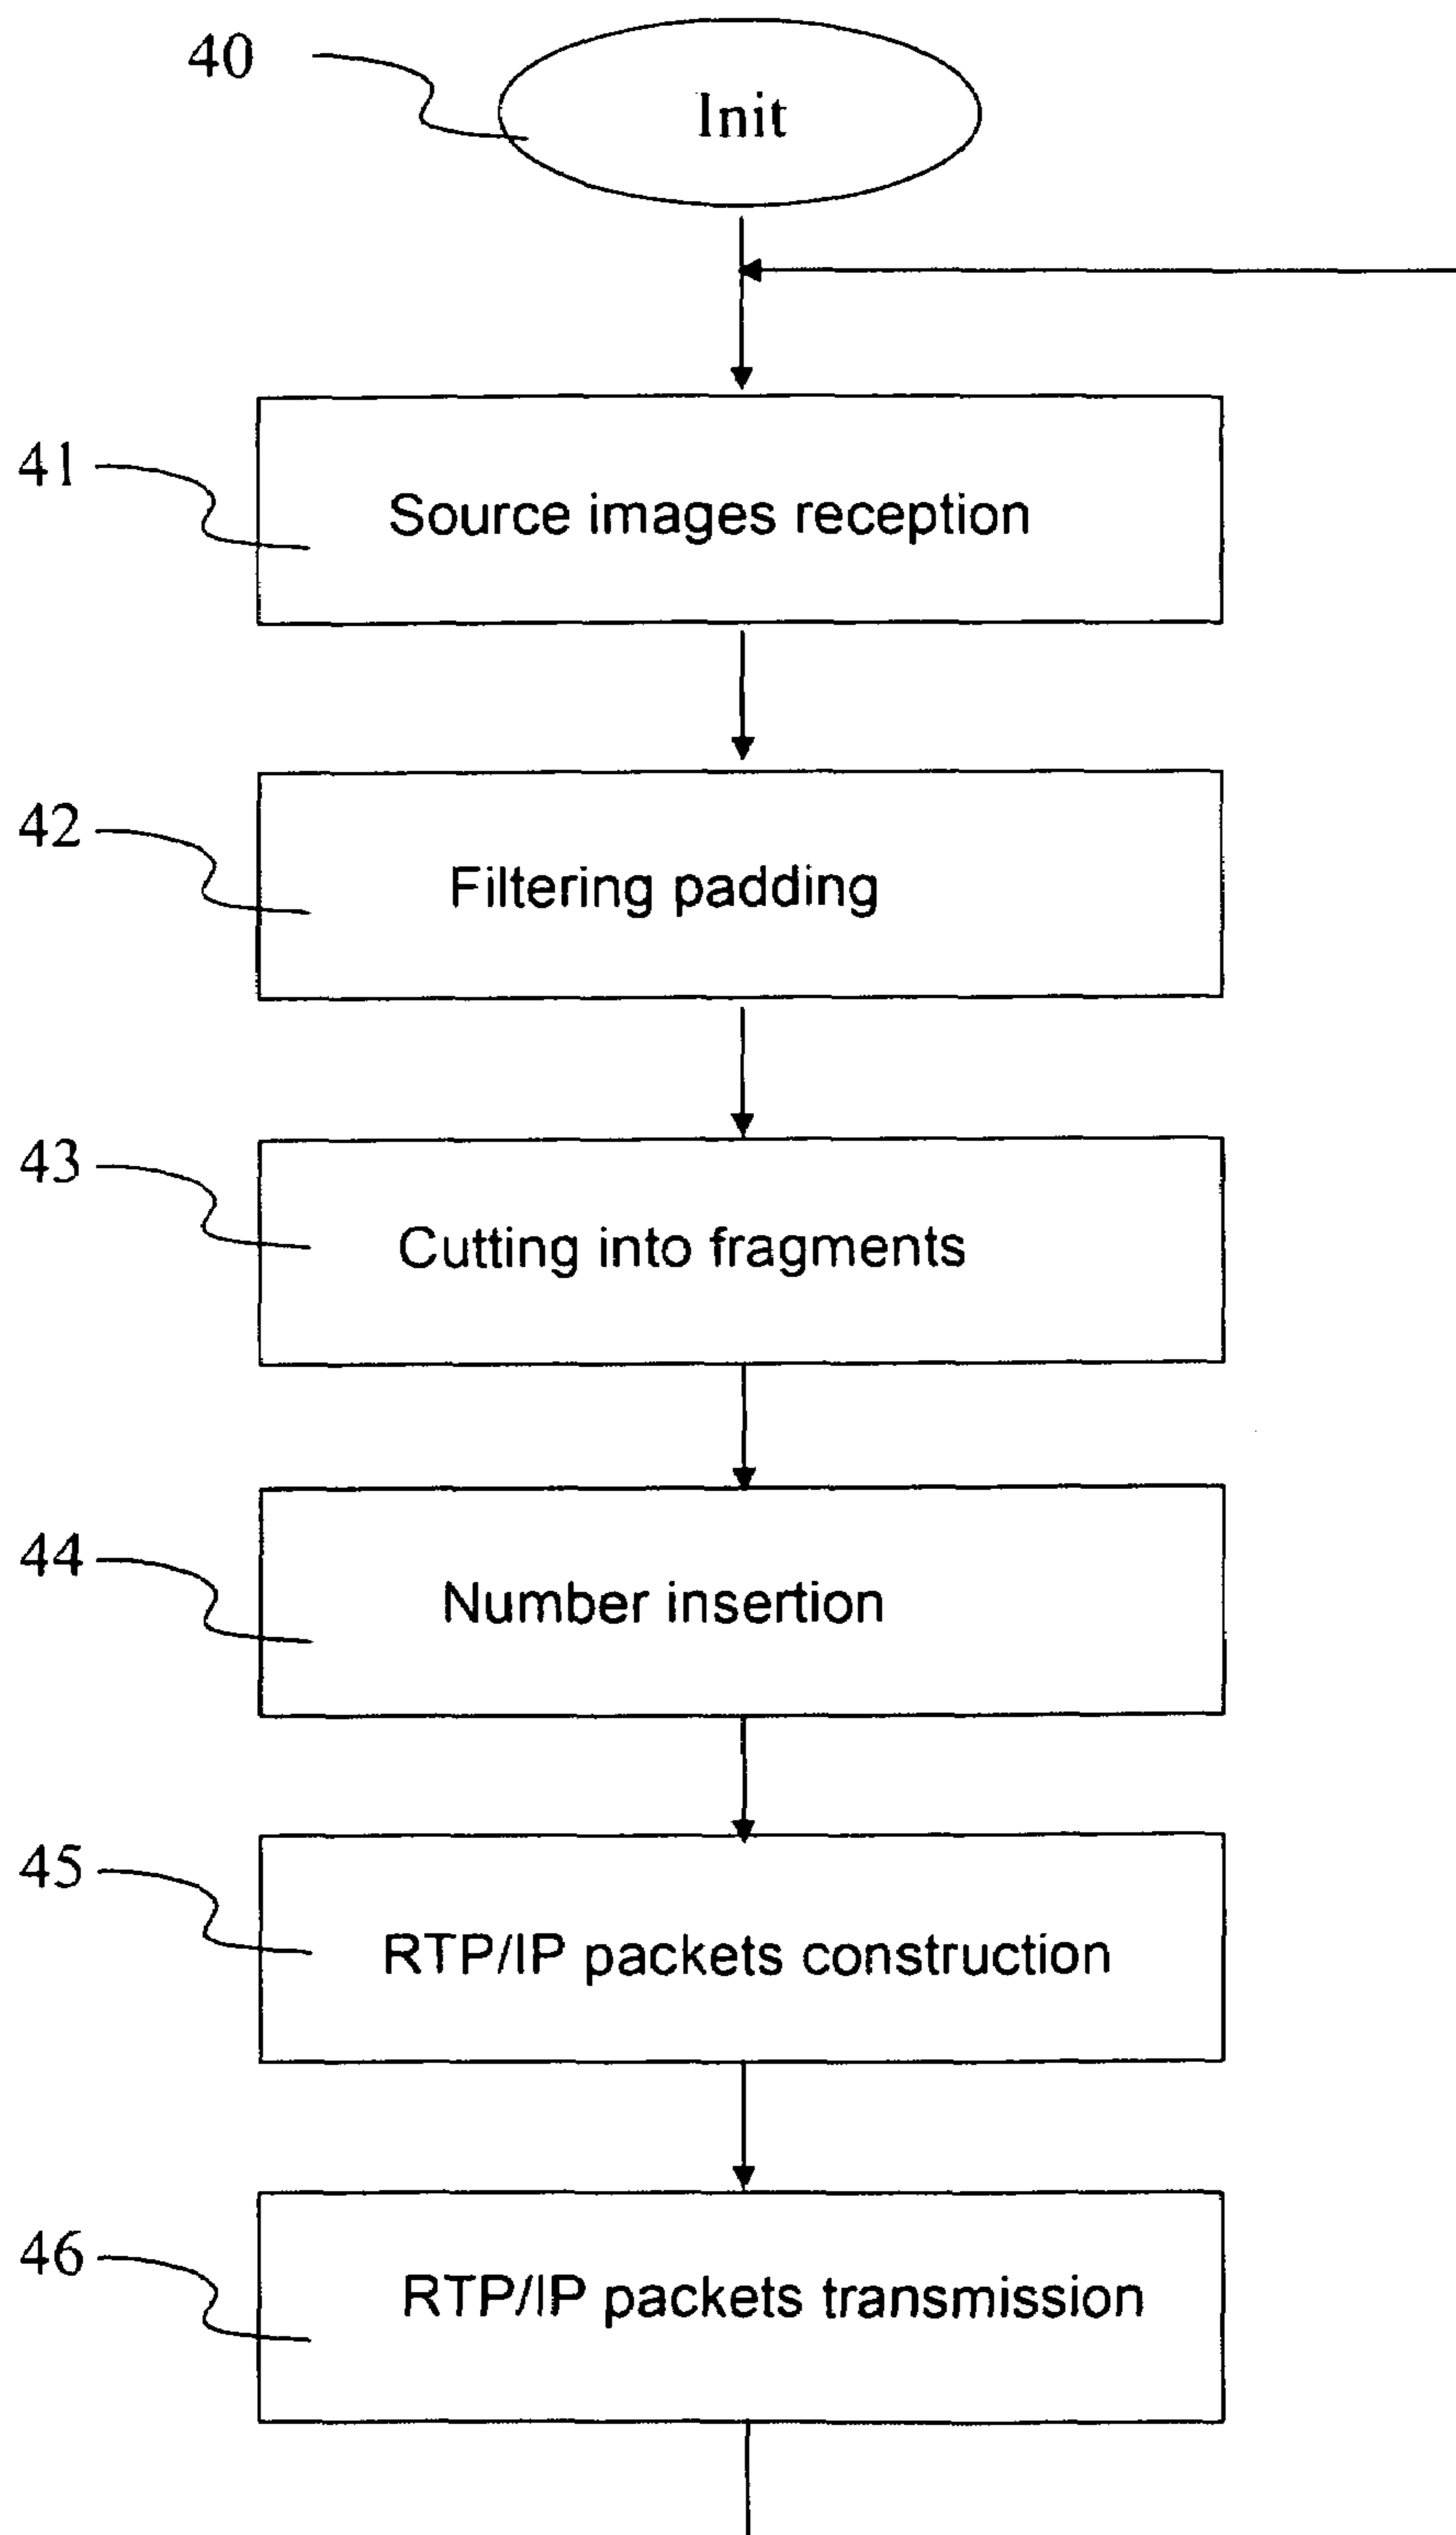 40
Init
41
Source images reception
42
Filtering padding
43
Cutting into fragments
44
Number insertion
45
RTP/IP packets construction
46
RTP/IP packets transmission